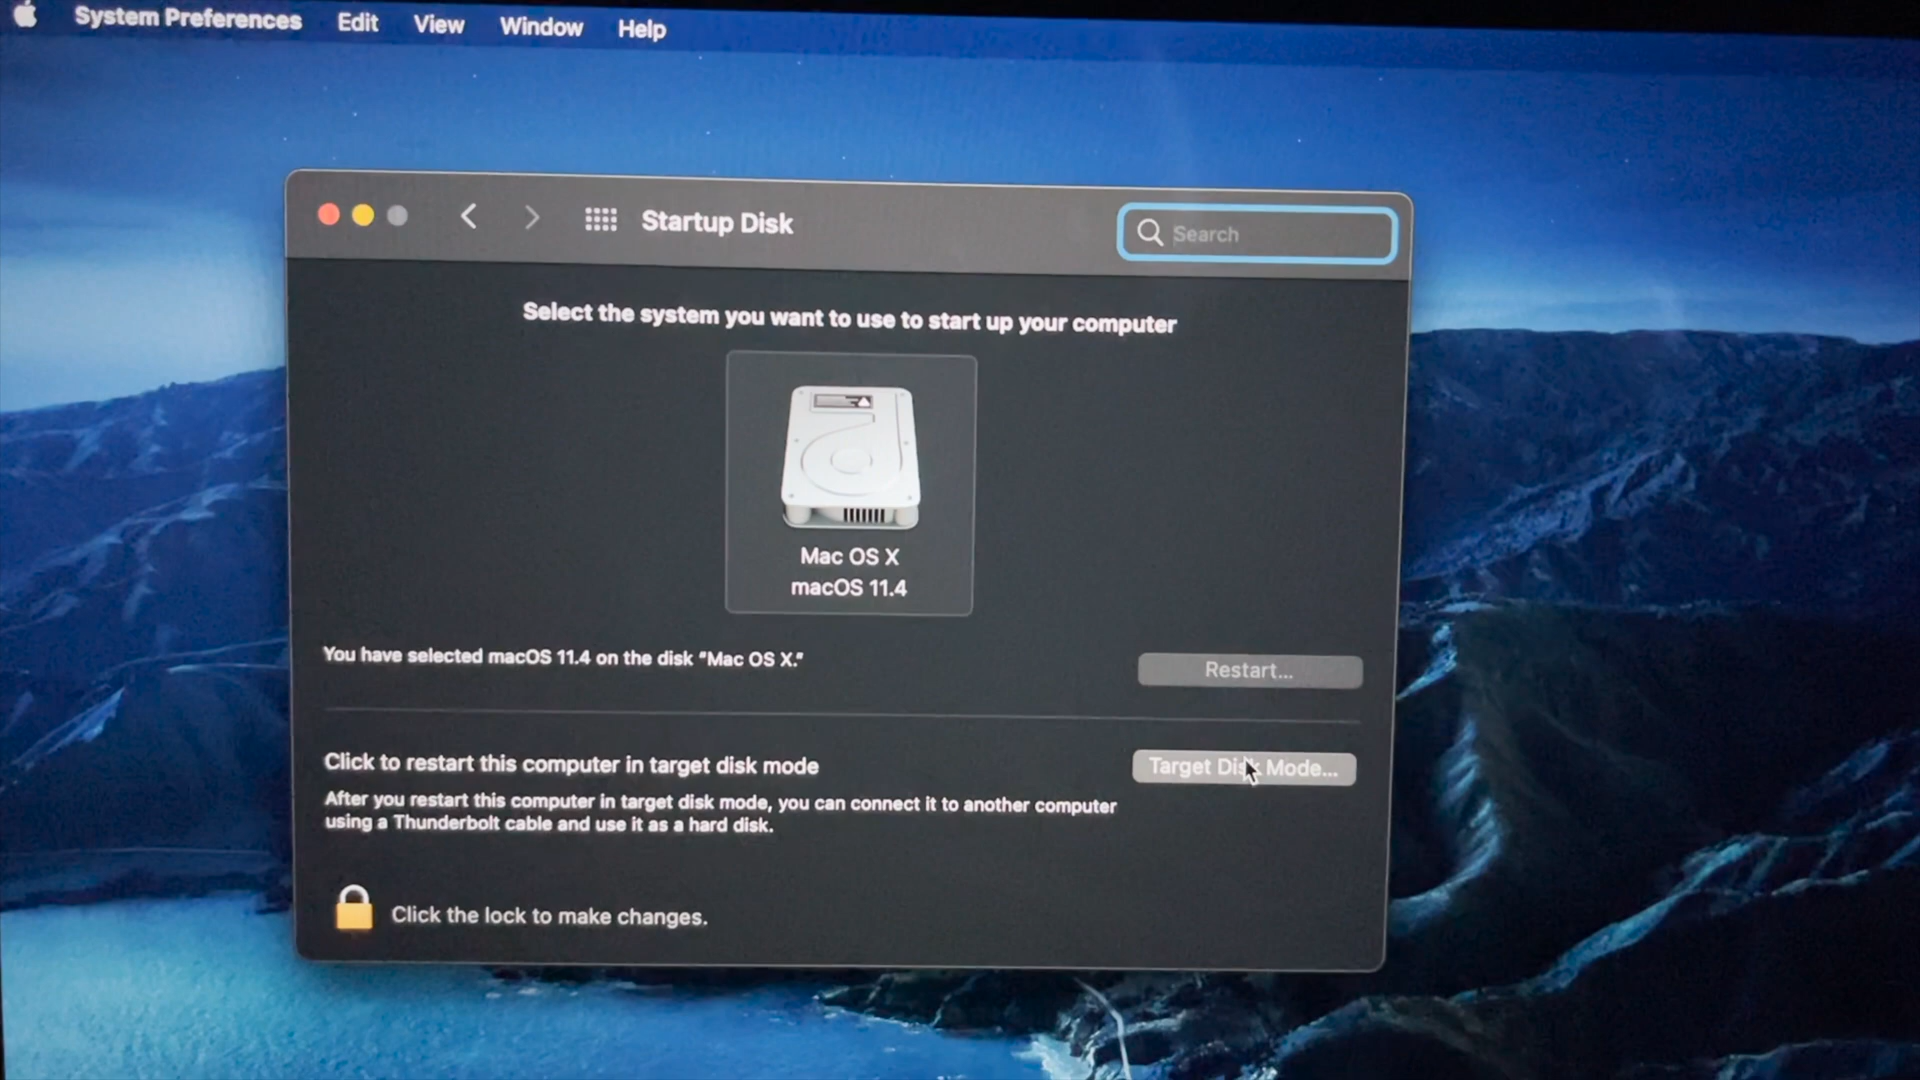 System Preferences Edit View Window Help
Startup Disk
Search
Select the system you want to use to start up your computer
Mac OS X
macOS 11.4
You have selected macOS 11.4 on the disk “Mac OS X.”
Restart...
Click to restart this computer in target disk mode
Target Disk Mode...
After you restart this computer in target disk mode, you can connect it to another computer
using a Thunderbolt cable and use it as a hard disk.
Click the lock to make changes.